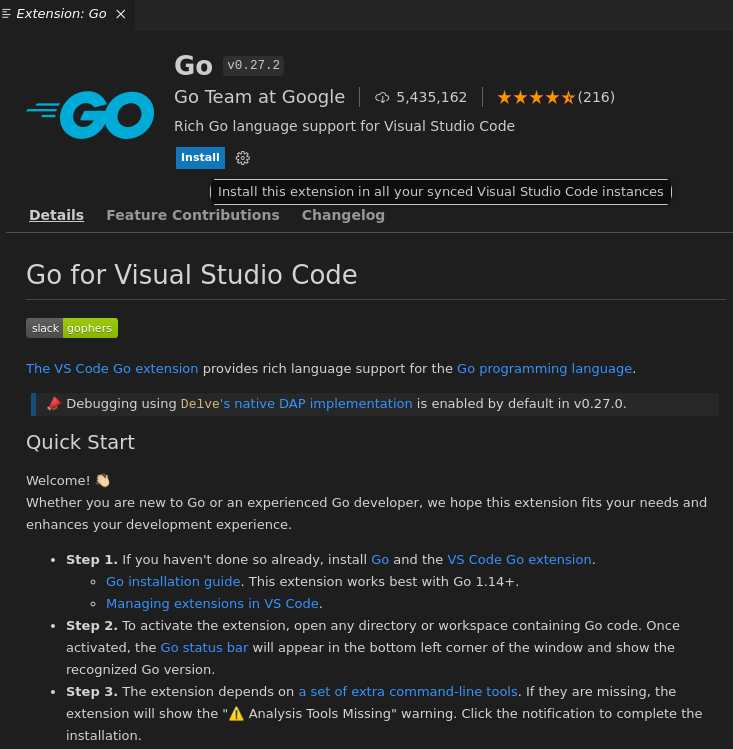 Extension: Go
Go v0.27.2
Go Team at Google 5,435,162 (216)
GO
Rich Go language support for Visual Studio Code
Install
Install this extension in all your synced Visual Studio Code instances
Details Feature Contributions Changelog
Go for Visual Studio Code
slack gophers
The VS Code Go extension provides rich language support for the Go programming language.
📣 Debugging using Delve's native DAP implementation is enabled by default in v0.27.0.
Quick Start
Welcome! 👋🏻
Whether you are new to Go or an experienced Go developer, we hope this extension fits your needs and
enhances your development experience.
• Step 1. If you haven't done so already, install Go and the VS Code Go extension.
◦ Go installation guide. This extension works best with Go 1.14+.
◦ Managing extensions in VS Code.
• Step 2. To activate the extension, open any directory or workspace containing Go code. Once
activated, the Go status bar will appear in the bottom left corner of the window and show the
recognized Go version.
• Step 3. The extension depends on a set of extra command-line tools. If they are missing, the
extension will show the "⚠️ Analysis Tools Missing" warning. Click the notification to complete the
installation.